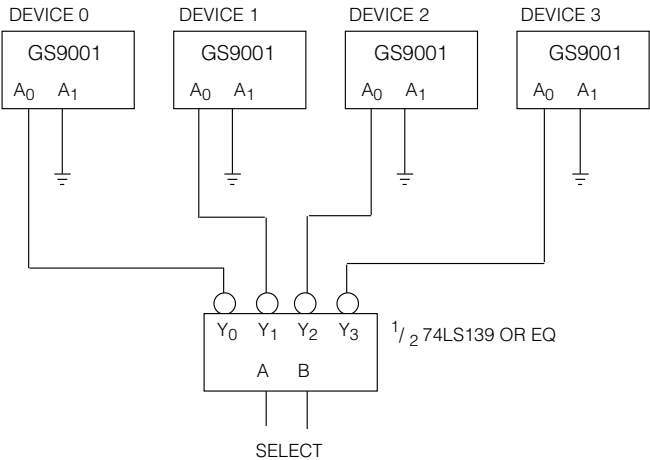 DEVICE 0 DEVICE 1 DEVICE 2 DEVICE 3
GS9001 GS9001 GS9001 GS9001
A0 A1 A0 A1 A0 A1 A0 A1
Y0 Y1 Y2 Y3
1/2 74LS139 OR EQ
A B
SELECT